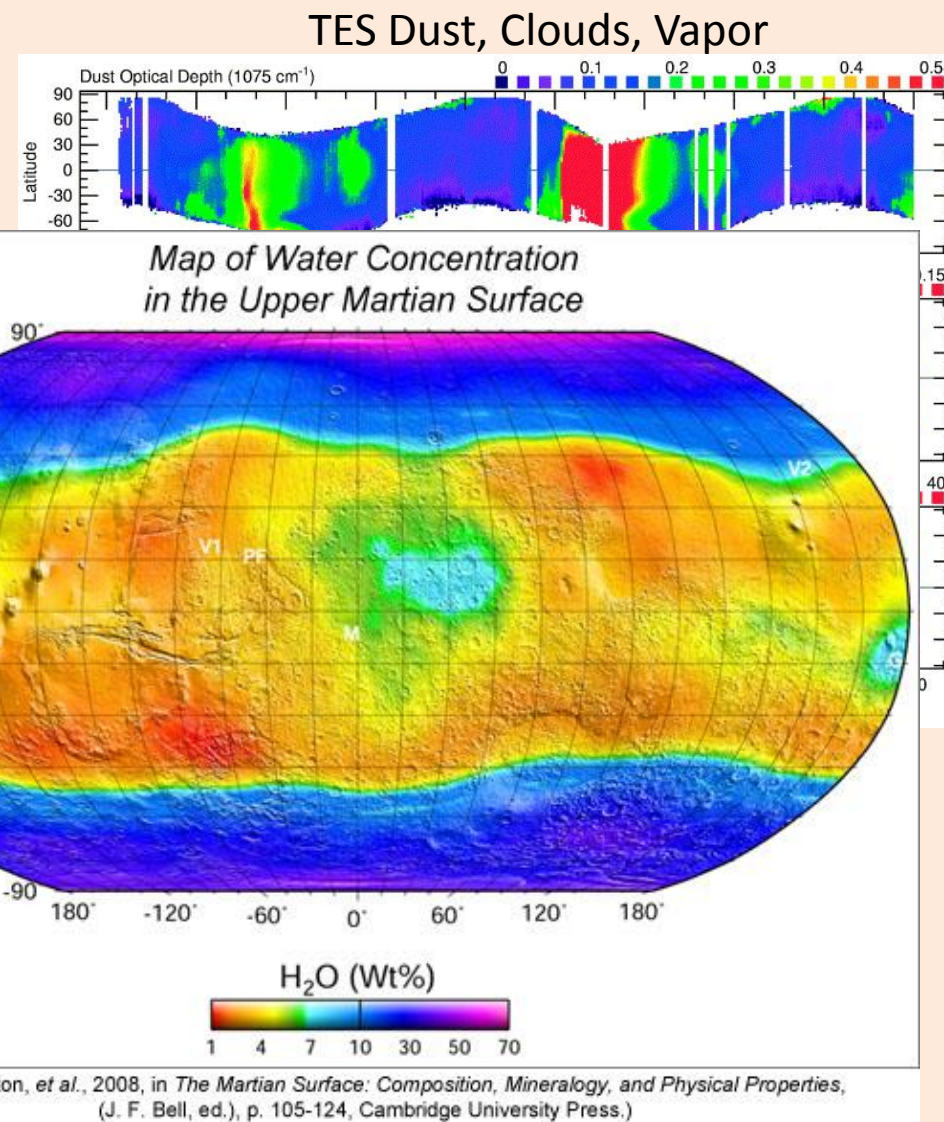 TES Dust, Clouds, Vapor
Dust Optical Depth (1075 cm⁻¹)
0 0.1 0.2 0.3 0.4 0.5
90
60
30
0
-30
-60
Latitude
Map of Water Concentration
in the Upper Martian Surface
.15
90°
V2
40
V1 PF
M
G
0
-90
180° -120° -60° 0° 60° 120° 180°
H₂O (Wt%)
1 4 7 10 30 50 70
on, et al., 2008, in The Martian Surface: Composition, Mineralogy, and Physical Properties,
(J. F. Bell, ed.), p. 105-124, Cambridge University Press.)